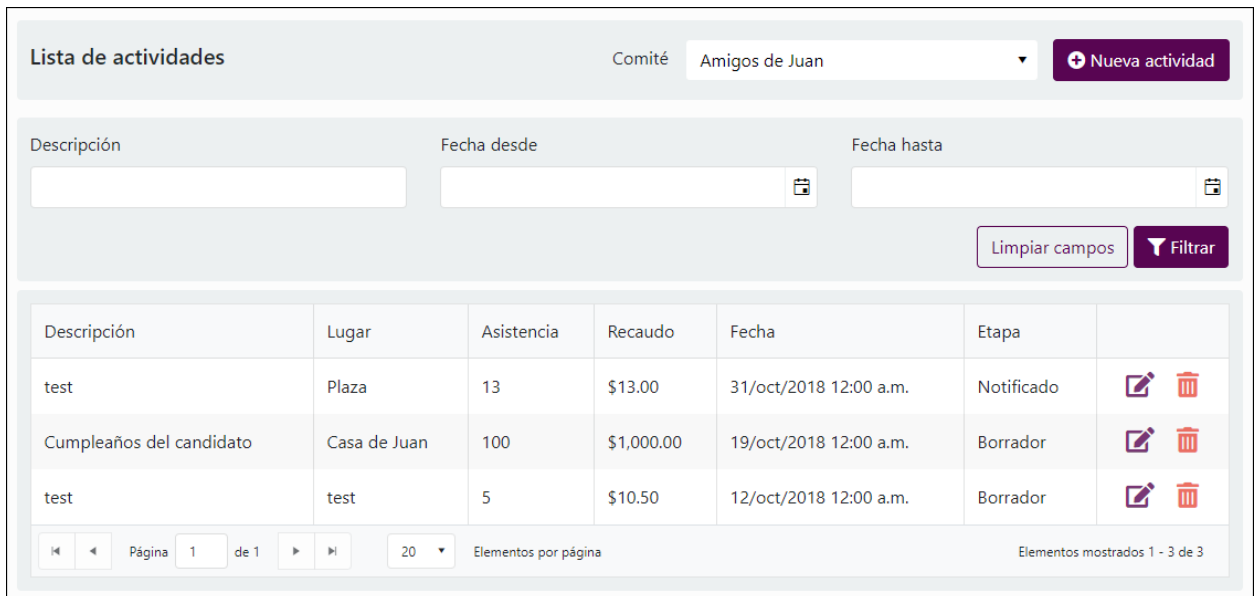 Lista de actividades Comité Amigos de Juan Nueva actividad
Descripción Fecha desde Fecha hasta
Limpiar campos Filtrar
Descripción Lugar Asistencia Recaudo Fecha Etapa
test Plaza 13 $13.00 31/oct/2018 12:00 a.m. Notificado
Cumpleaños del candidato Casa de Juan 100 $1,000.00 19/oct/2018 12:00 a.m. Borrador
test test 5 $10.50 12/oct/2018 12:00 a.m. Borrador
Página 1 de 1 20 Elementos por página Elementos mostrados 1 - 3 de 3